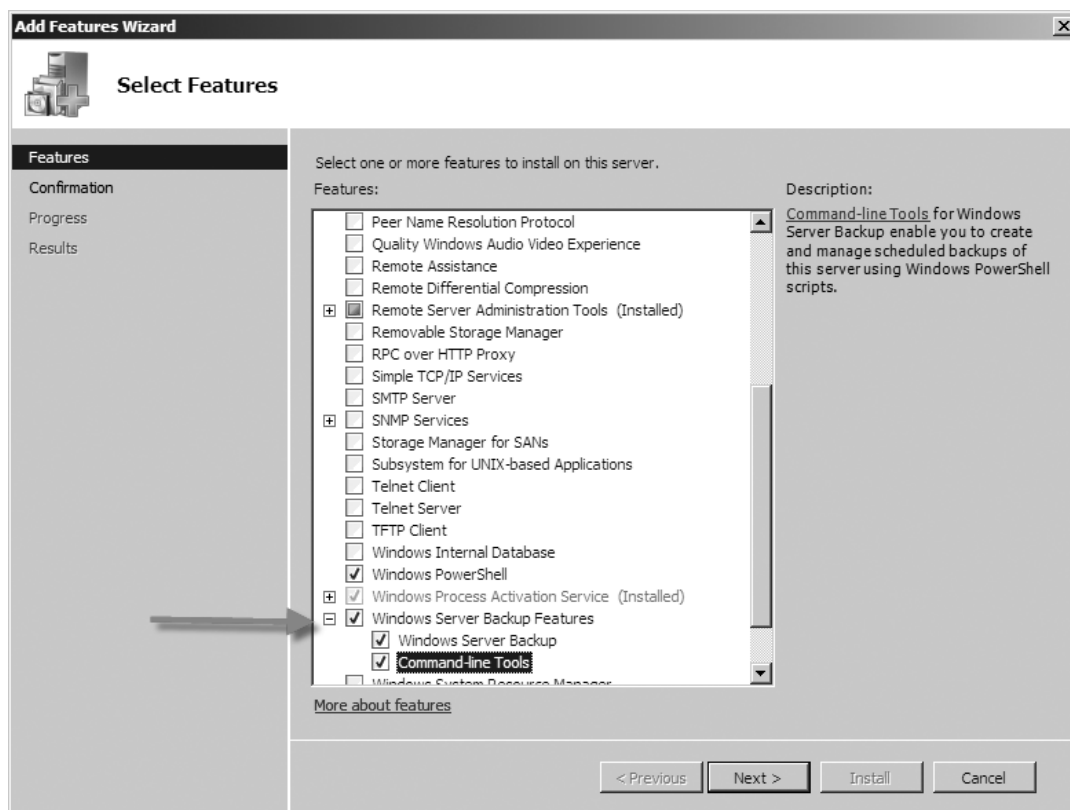 Add Features Wizard
Select Features
Features
Confirmation
Progress
Results
Select one or more features to install on this server.
Features:
Peer Name Resolution Protocol
Quality Windows Audio Video Experience
Remote Assistance
Remote Differential Compression
Remote Server Administration Tools (Installed)
Removable Storage Manager
RPC over HTTP Proxy
Simple TCP/IP Services
SMTP Server
SNMP Services
Storage Manager for SANs
Subsystem for UNIX-based Applications
Telnet Client
Telnet Server
TFTP Client
Windows Internal Database
Windows PowerShell
Windows Process Activation Service (Installed)
Windows Server Backup Features
Windows Server Backup
Command-line Tools
Windows System Resource Manager
More about features
Description:
Command-line Tools for Windows
Server Backup enable you to create
and manage scheduled backups of
this server using Windows PowerShell
scripts.
< Previous
Next >
Install
Cancel